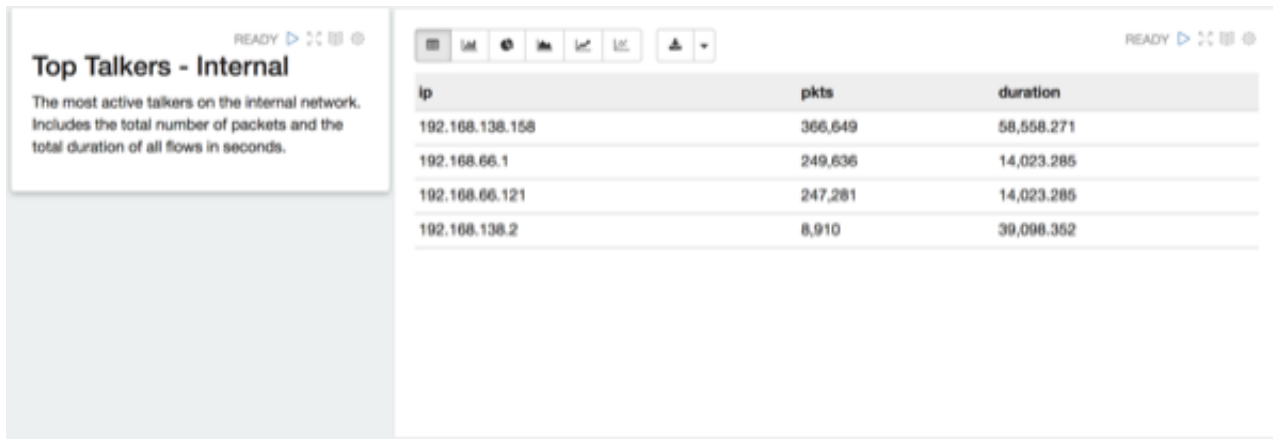 READY
Top Talkers - Internal
The most active talkers on the internal network.
Includes the total number of packets and the
total duration of all flows in seconds.
READY
ip pkts duration
192.168.138.158 366,649 58,558.271
192.168.66.1 249,636 14,023.285
192.168.66.121 247,281 14,023.285
192.168.138.2 8,910 39,098.352